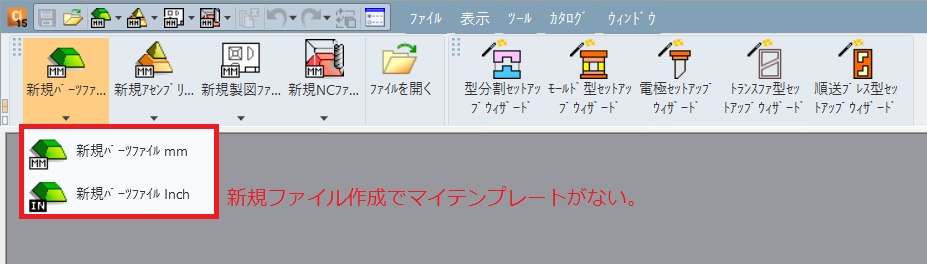 15
ﾌｧｲﾙ 表示 ﾂｰﾙ ｶﾀﾛｸﾞ ｳｨﾝﾄﾞｳ
MM MM MM MM
新規ﾊﾟｰﾂﾌｧ... 新規ｱｾﾝﾌﾞﾘ... 新規製図ﾌｧ... 新規NCﾌｧ... ﾌｧｲﾙを開く
型分割ｾｯﾄｱｯ
ﾌﾟｳｨｻﾞｰﾄﾞ
ﾓｰﾙﾄﾞ型ｾｯﾄｱｯ
ﾌﾟｳｨｻﾞｰﾄﾞ
電極ｾｯﾄｱｯﾌﾟ
ｳｨｻﾞｰﾄﾞ
ﾄﾗﾝｽﾌｧ型ｾｯ
ﾄｱｯﾌﾟｳｨｻﾞｰﾄﾞ
順送ﾌﾟﾚｽ型ｾｯ
ﾄｱｯﾌﾟｳｨｻﾞｰﾄﾞ
MM 新規ﾊﾟｰﾂﾌｧｲﾙ mm
IN 新規ﾊﾟｰﾂﾌｧｲﾙ Inch
新規ファイル作成でマイテンプレートがない。